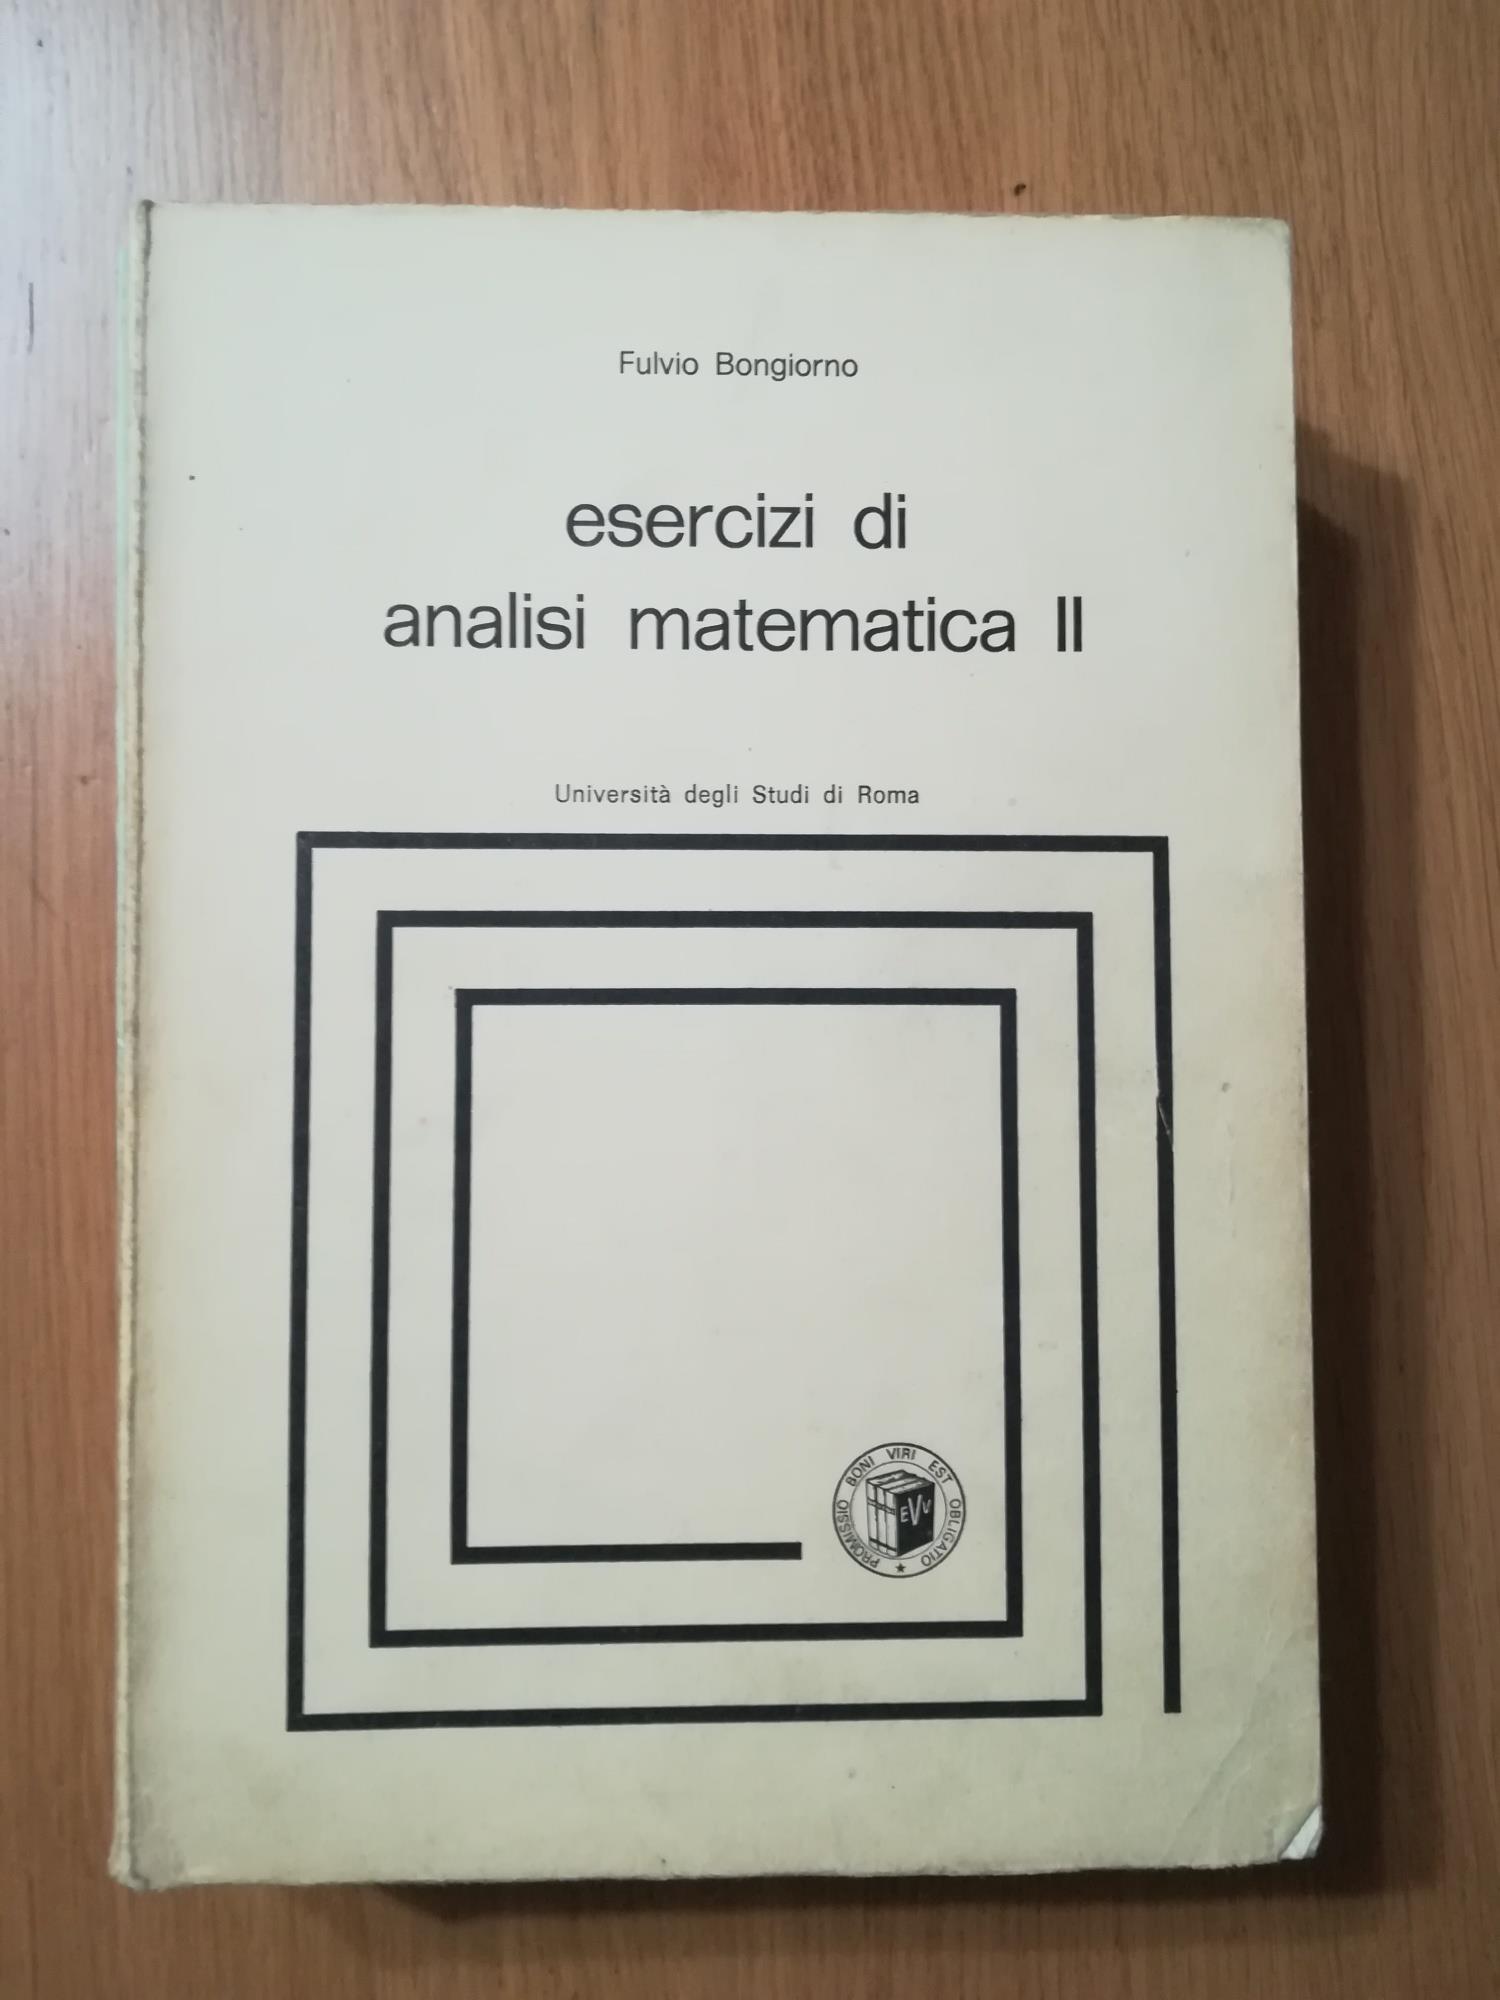 Fulvio Bongiorno
esercizi di
analisi matematica II
Università degli Studi di Roma
PROMISSIO BONI VIRI EST OBLIGATIO
EVV